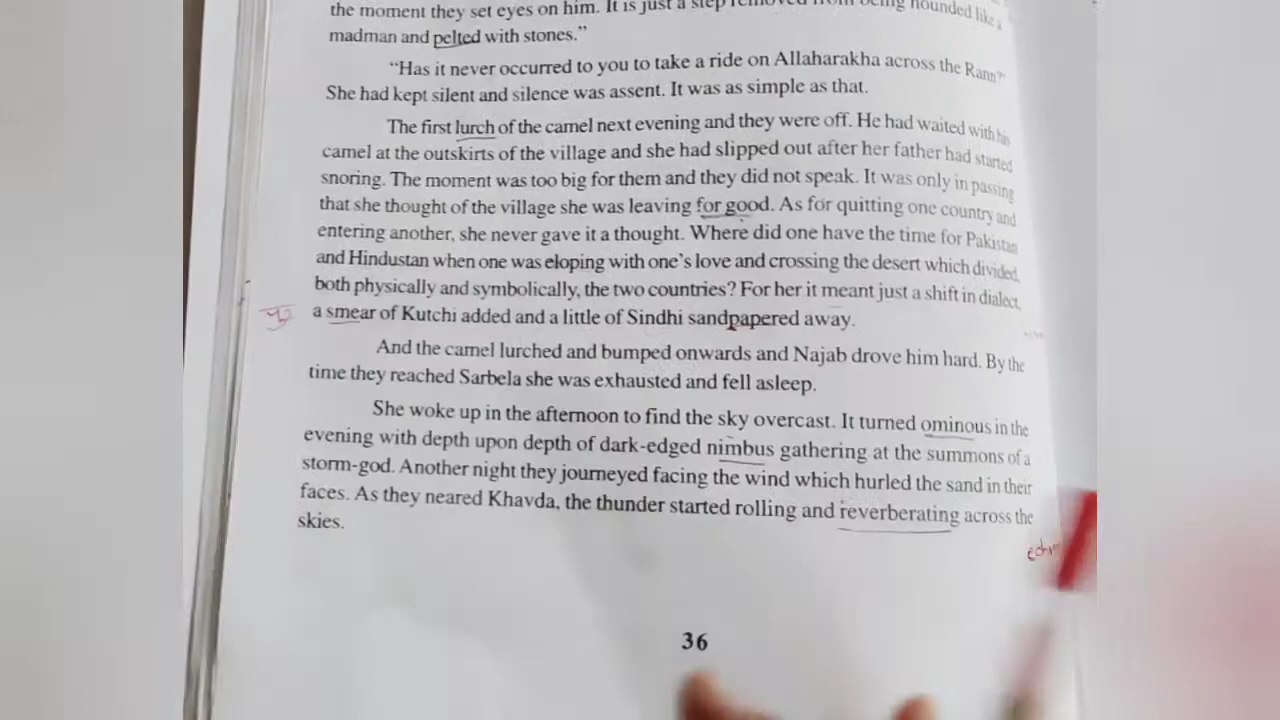 the moment they set eyes on him. It is just a step removed from being hounded like a
madman and pelted with stones.”
“Has it never occurred to you to take a ride on Allaharakha across the Rann?”
She had kept silent and silence was assent. It was as simple as that.
The first lurch of the camel next evening and they were off. He had waited with his
camel at the outskirts of the village and she had slipped out after her father had started
snoring. The moment was too big for them and they did not speak. It was only in passing
that she thought of the village she was leaving for good. As for quitting one country and
entering another, she never gave it a thought. Where did one have the time for Pakistan
and Hindustan when one was eloping with one’s love and crossing the desert which divided,
both physically and symbolically, the two countries? For her it meant just a shift in dialect,
a smear of Kutchi added and a little of Sindhi sandpapered away.
And the camel lurched and bumped onwards and Najab drove him hard. By the
time they reached Sarbela she was exhausted and fell asleep.
She woke up in the afternoon to find the sky overcast. It turned ominous in the
evening with depth upon depth of dark-edged nimbus gathering at the summons of a
storm-god. Another night they journeyed facing the wind which hurled the sand in their
faces. As they neared Khavda, the thunder started rolling and reverberating across the
skies.
36